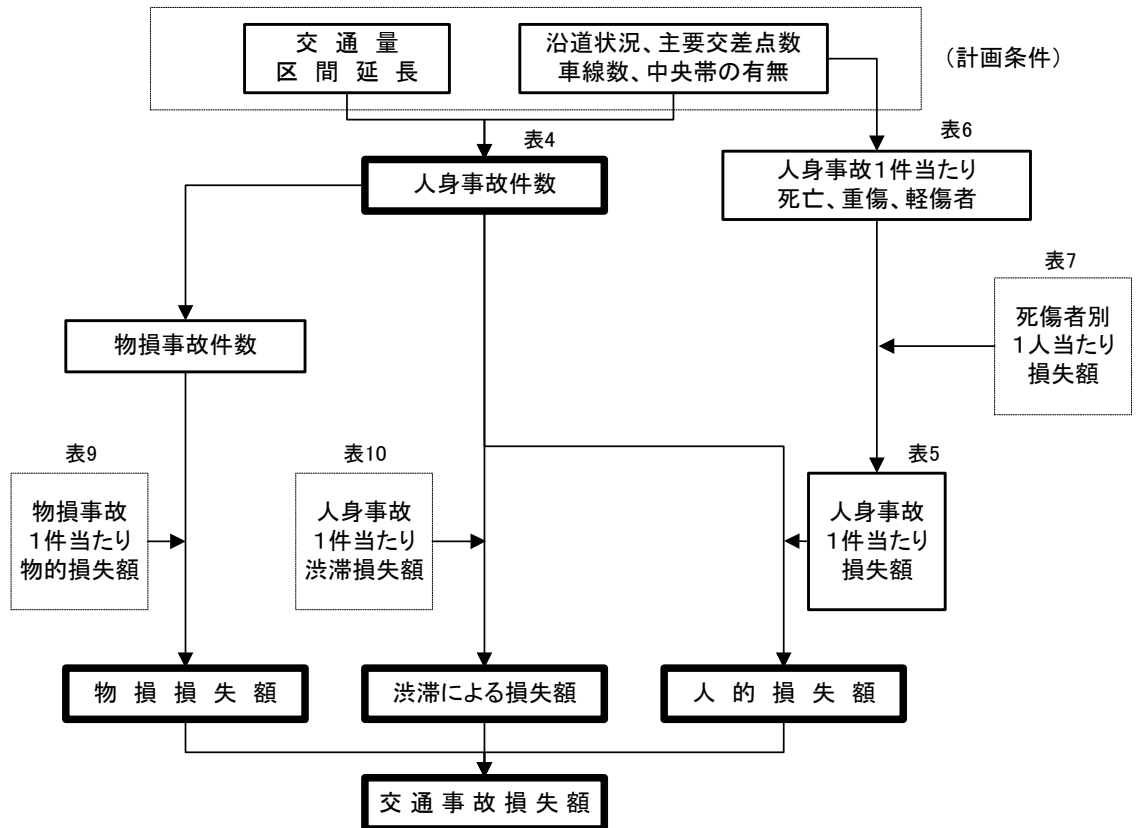 交通量
区間延長
沿道状況、主要交差点数
車線数、中央帯の有無
（計画条件）
表4
人身事故件数
表6
人身事故１件当たり
死亡、重傷、軽傷者
表7
死傷者別
１人当たり
損失額
物損事故件数
表9
物損事故
１件当たり
物的損失額
表10
人身事故
１件当たり
渋滞損失額
表5
人身事故
１件当たり
損失額
物損損失額
渋滞による損失額
人的損失額
交通事故損失額